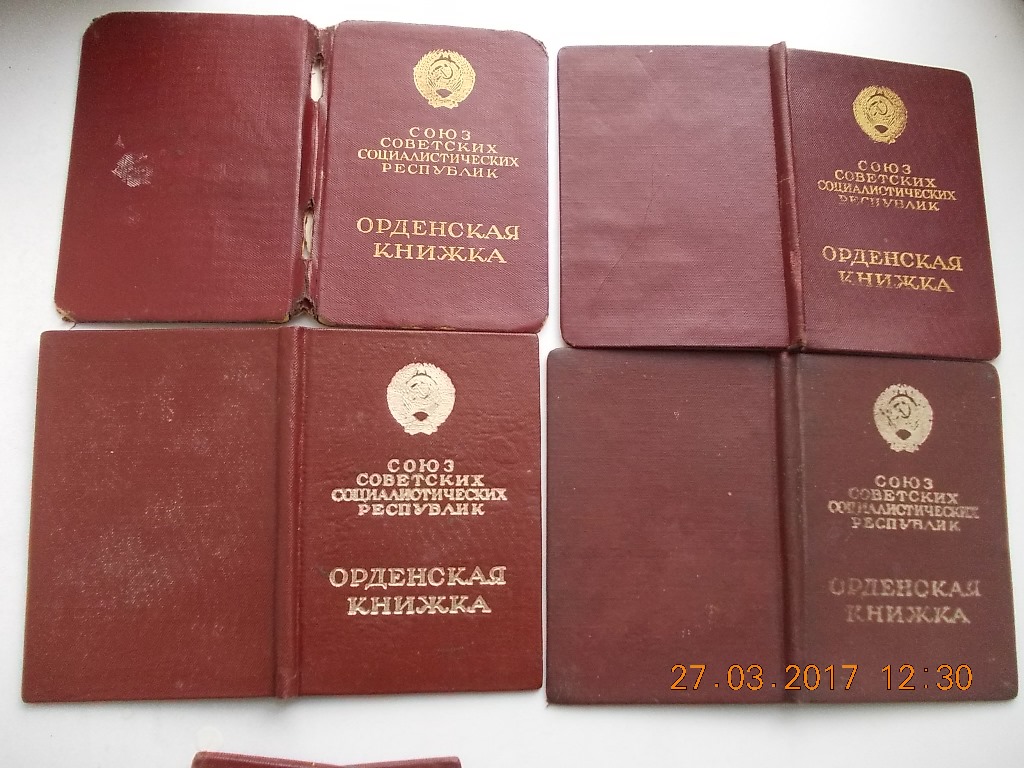 СОЮЗ
СОВЕТСКИХ
СОЦИАЛИСТИЧЕСКИХ
РЕСПУБЛИК
ОРДЕНСКАЯ
КНИЖКА
СОЮЗ
СОВЕТСКИХ
СОЦИАЛИСТИЧЕСКИХ
РЕСПУБЛИК
ОРДЕНСКАЯ
КНИЖКА
СОЮЗ
СОВЕТСКИХ
СОЦИАЛИСТИЧЕСКИХ
РЕСПУБЛИК
ОРДЕНСКАЯ
КНИЖКА
СОЮЗ
СОВЕТСКИХ
СОЦИАЛИСТИЧЕСКИХ
РЕСПУБЛИК
ОРДЕНСКАЯ
КНИЖКА
27.03.2017 12:30